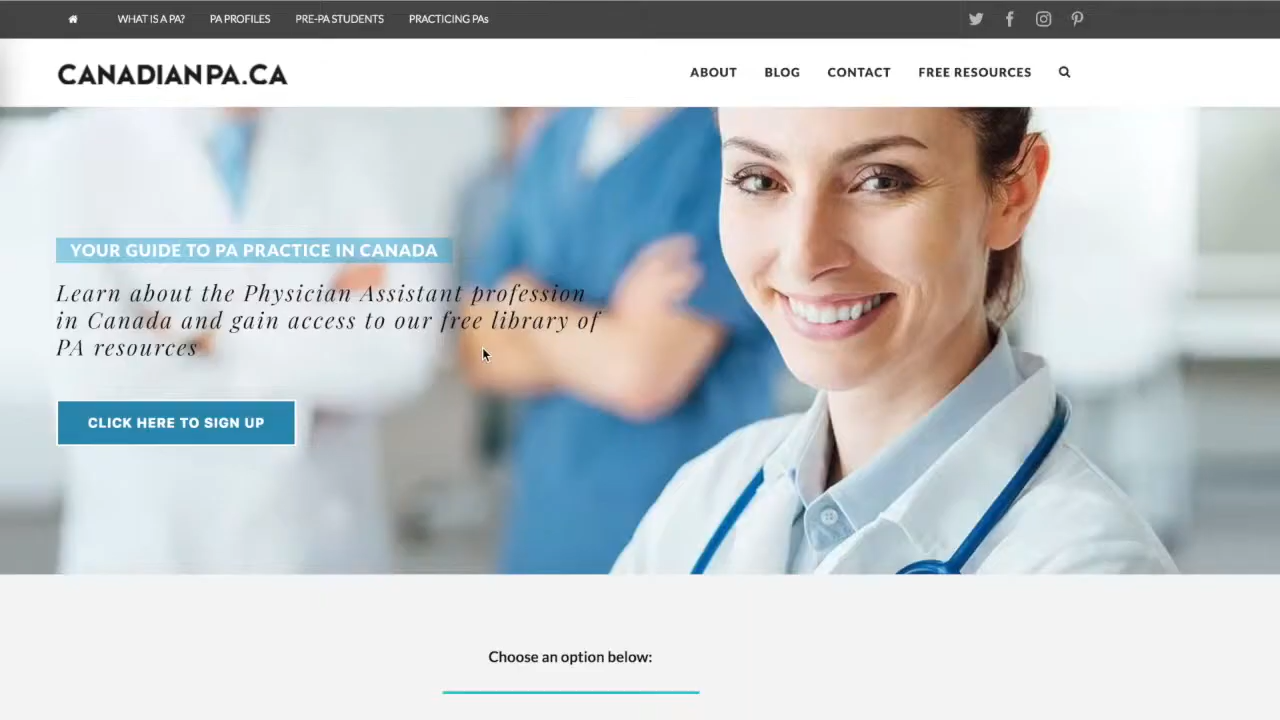 WHAT IS A PA? PA PROFILES PRE-PA STUDENTS PRACTICING PAs
CANADIANPA.CA
ABOUT BLOG CONTACT FREE RESOURCES
YOUR GUIDE TO PA PRACTICE IN CANADA
Learn about the Physician Assistant profession
in Canada and gain access to our free library of
PA resources
CLICK HERE TO SIGN UP
Choose an option below: